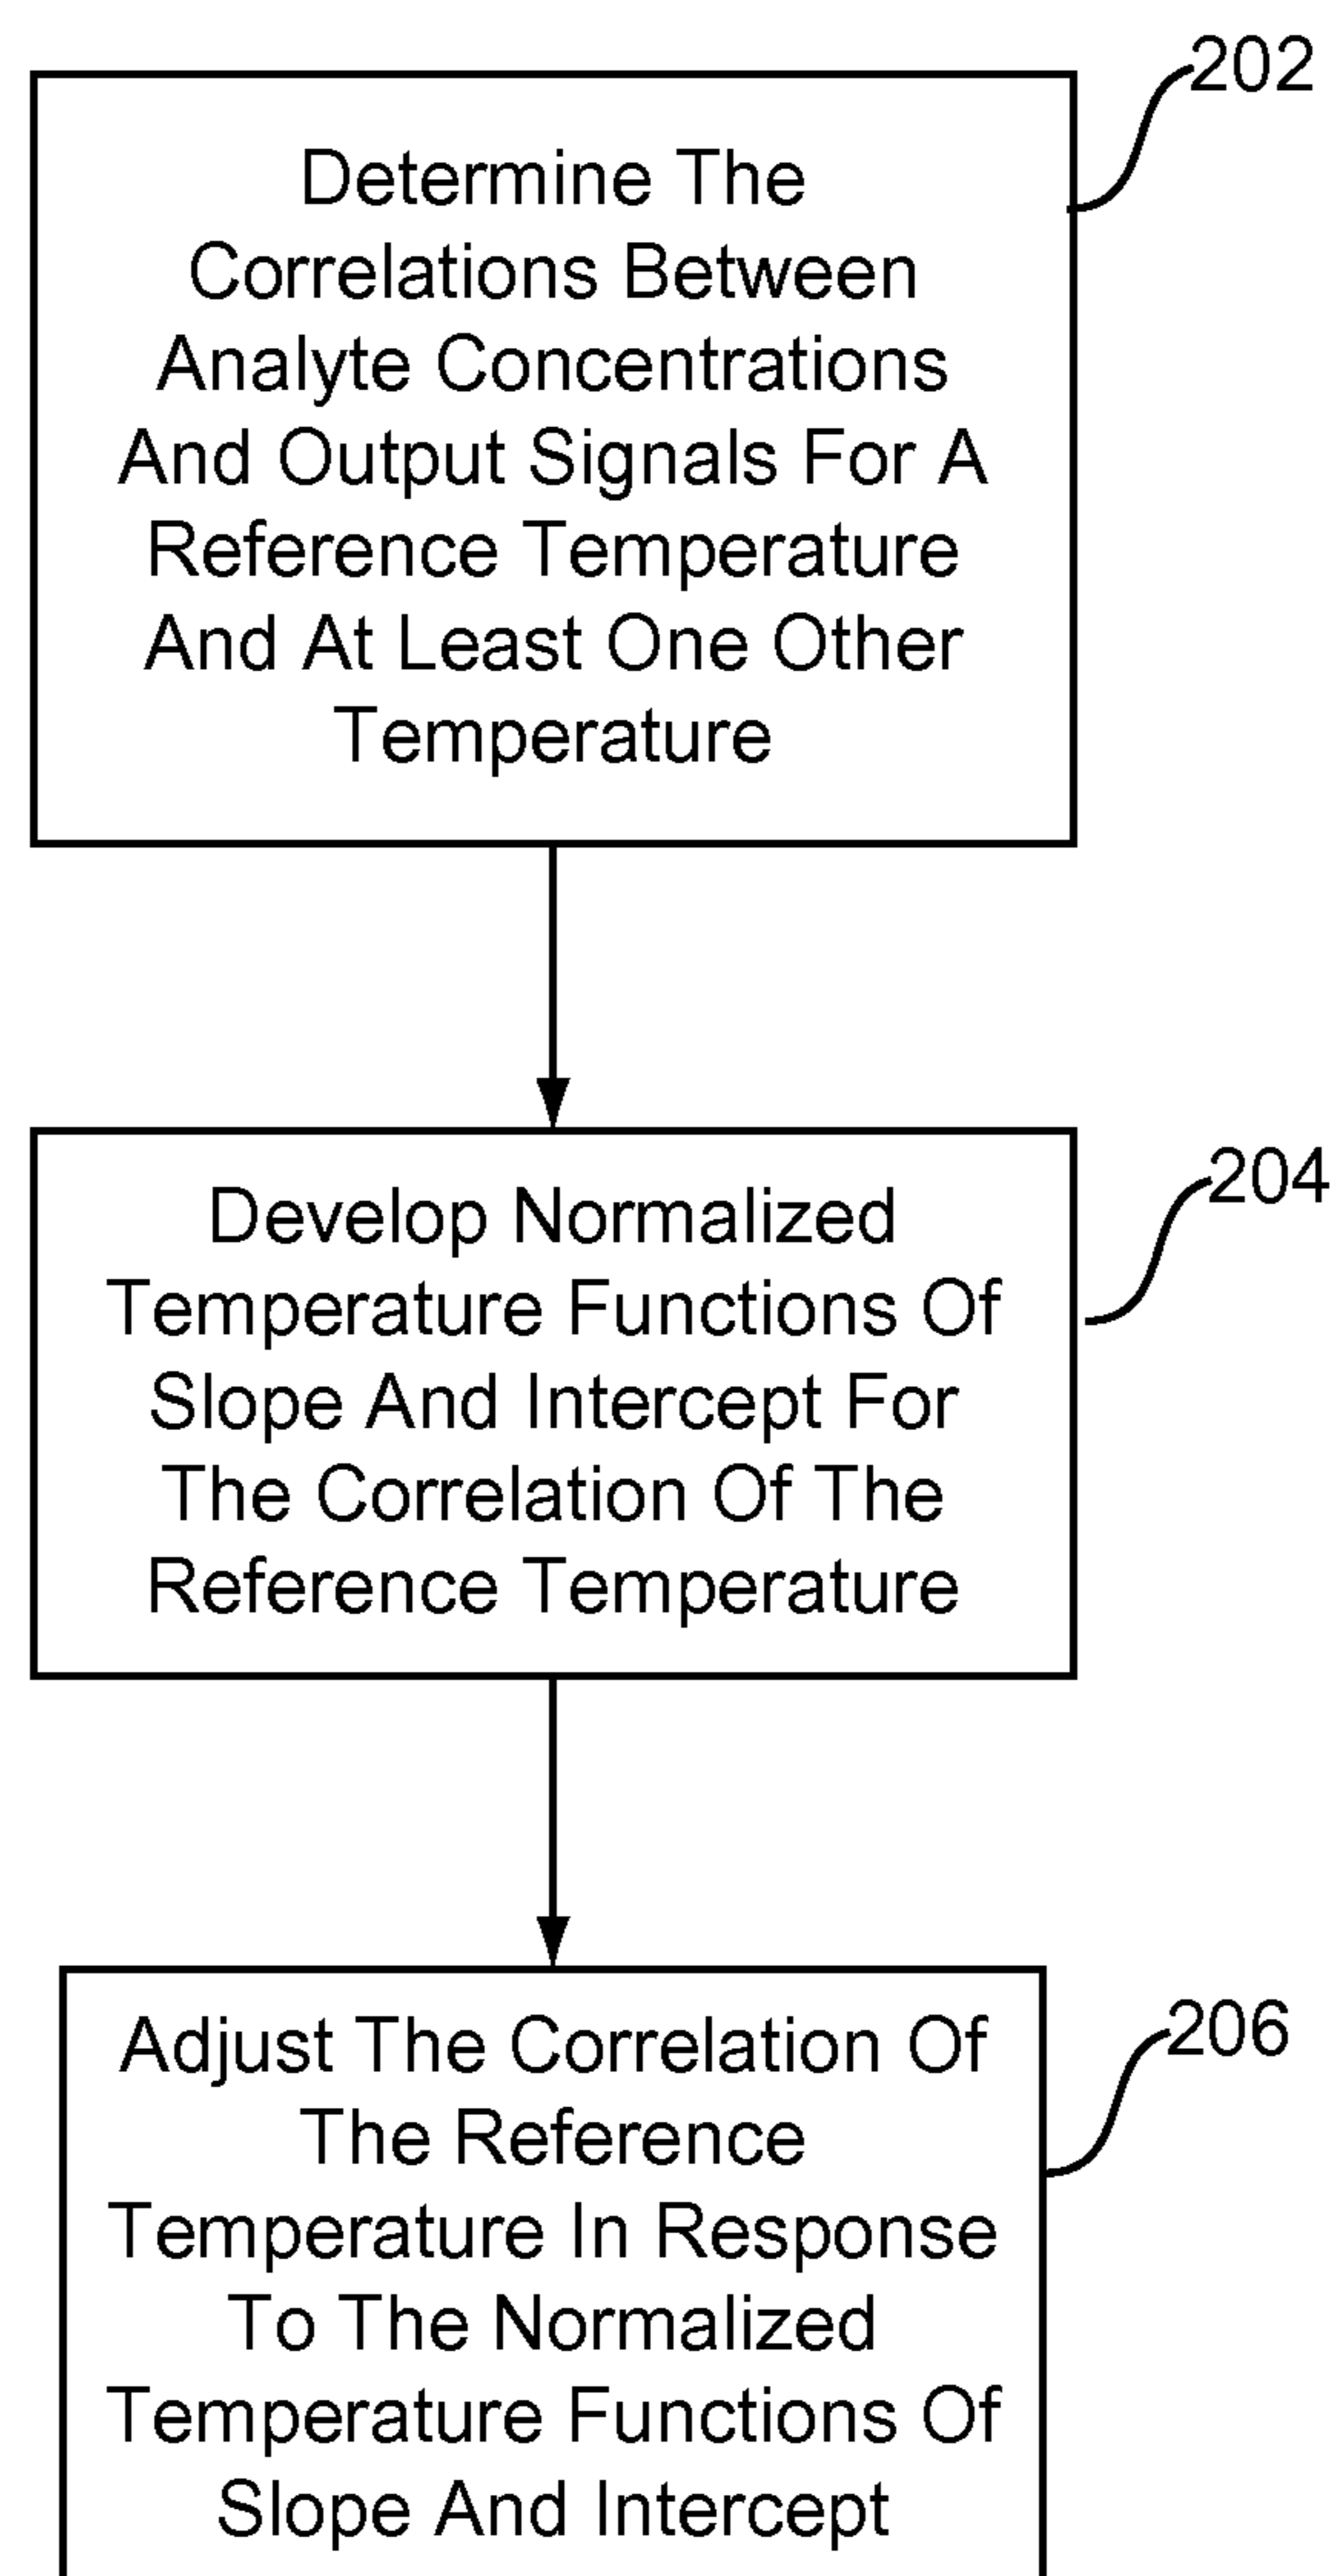 202
Determine The
Correlations Between
Analyte Concentrations
And Output Signals For A
Reference Temperature
And At Least One Other
Temperature
204
Develop Normalized
Temperature Functions Of
Slope And Intercept For
The Correlation Of The
Reference Temperature
206
Adjust The Correlation Of
The Reference
Temperature In Response
To The Normalized
Temperature Functions Of
Slope And Intercept